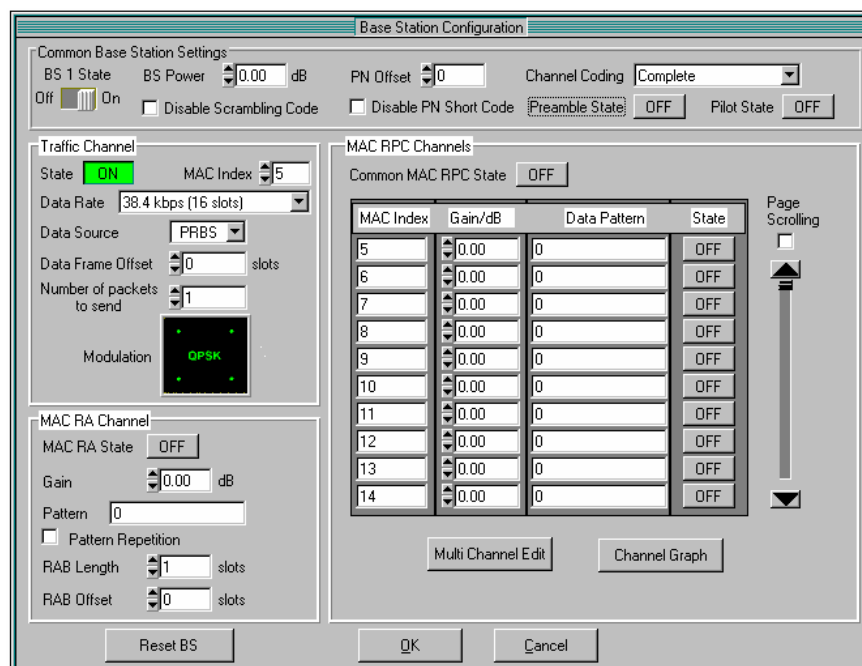 Base Station Configuration
Common Base Station Settings
BS 1 State
Off On
BS Power 0.00 dB
Disable Scrambling Code
PN Offset 0
Disable PN Short Code
Channel Coding Complete
Preamble State OFF
Pilot State OFF
Traffic Channel
State ON
MAC Index 5
Data Rate 38.4 kbps (16 slots)
Data Source PRBS
Data Frame Offset 0 slots
Number of packets
to send 1
Modulation QPSK
MAC RA Channel
MAC RA State OFF
Gain 0.00 dB
Pattern 0
Pattern Repetition
RAB Length 1 slots
RAB Offset 0 slots
MAC RPC Channels
Common MAC RPC State OFF
MAC Index Gain/dB Data Pattern State
5 0.00 0 OFF
6 0.00 0 OFF
7 0.00 0 OFF
8 0.00 0 OFF
9 0.00 0 OFF
10 0.00 0 OFF
11 0.00 0 OFF
12 0.00 0 OFF
13 0.00 0 OFF
14 0.00 0 OFF
Page
Scrolling
Multi Channel Edit
Channel Graph
Reset BS
OK
Cancel